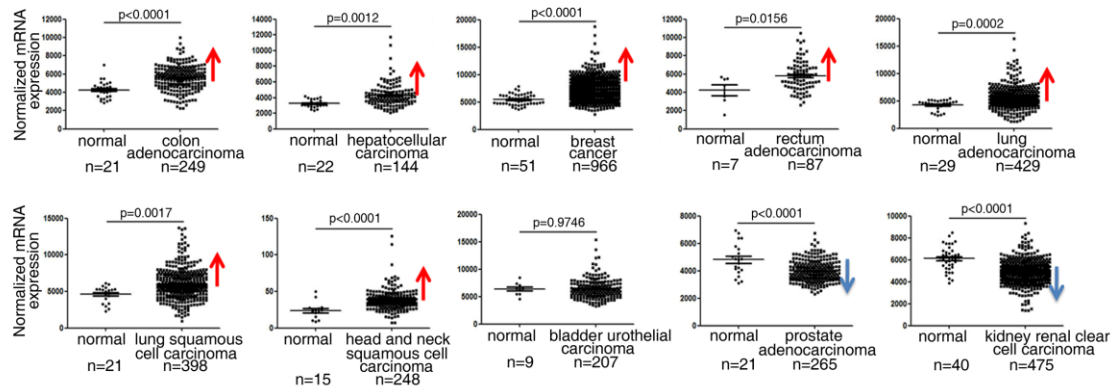 Normalized mRNA
expression
p<0.0001
12000
10000
8000
6000
4000
2000
0
normal
colon
adenocarcinoma
n=21
n=249
p=0.0012
14000
12000
10000
8000
6000
4000
2000
0
normal
hepatocellular
carcinoma
n=22
n=144
p<0.0001
20000
15000
10000
5000
0
normal
breast
cancer
n=51
n=966
p=0.0156
12000
10000
8000
6000
4000
2000
0
normal
rectum
adenocarcinoma
n=7
n=87
p=0.0002
20000
15000
10000
5000
0
normal
lung
adenocarcinoma
n=29
n=429
Normalized mRNA
expression
p=0.0017
15000
10000
5000
0
normal
lung squamous
cell carcinoma
n=21
n=398
p<0.0001
150
100
50
0
normal
head and neck
squamous cell
carcinoma
n=15
n=248
p=0.9746
20000
15000
10000
5000
0
normal
bladder urothelial
carcinoma
n=9
n=207
p<0.0001
8000
6000
4000
2000
0
normal
prostate
adenocarcinoma
n=21
n=265
p<0.0001
10000
8000
6000
4000
2000
0
normal
kidney renal clear
cell carcinoma
n=40
n=475